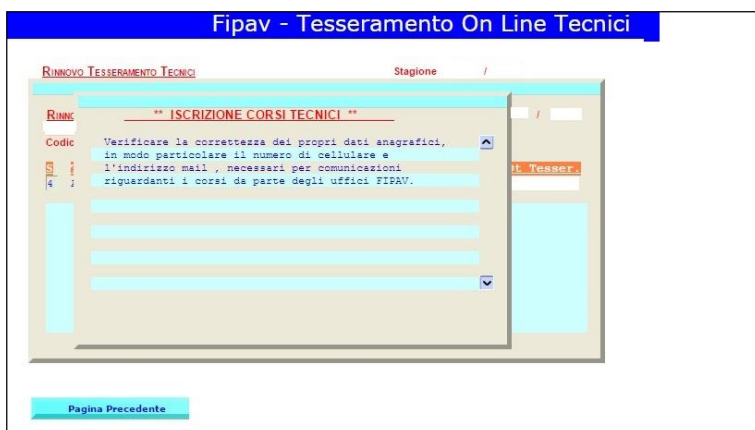 Fipav - Tesseramento On Line Tecnici
RINNOVO TESSERAMENTO TECNICI
Stagione /
RINNO /
** ISCRIZIONE CORSI TECNICI **
Codic
Verificare la correttezza dei propri dati anagrafici,
in modo particolare il numero di cellulare e
l'indirizzo mail , necessari per comunicazioni
riguardanti i corsi da parte degli uffici FIPAV.
S
Tesser.
4
Pagina Precedente